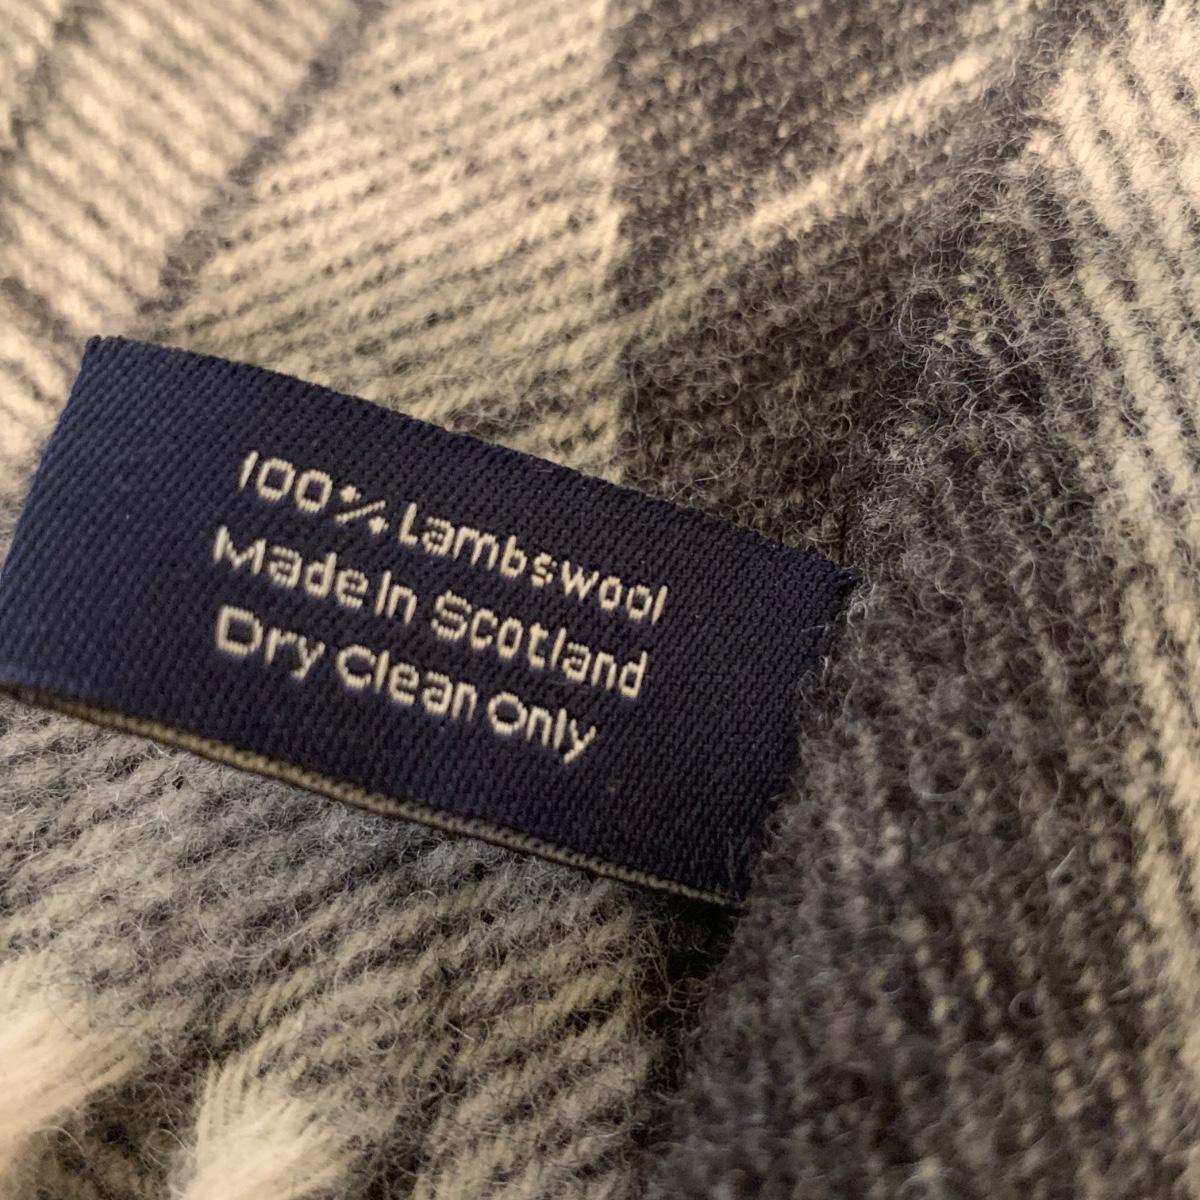 100% Lambswool
Made In Scotland
Dry Clean Only